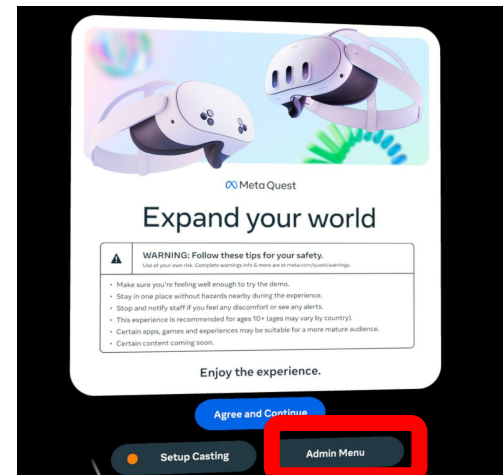 Meta Quest
Expand your world
WARNING: Follow these tips for your safety.
Use at your own risk. Complete warnings info & more are at meta.com/quest/warnings.
• Make sure you're feeling well enough to try the demo.
• Stay in one place without hazards nearby during the experience.
• Stop and notify staff if you feel any discomfort or see any alerts.
• This experience is recommended for ages 10+ (ages may vary by country).
• Certain apps, games and experiences may be suitable for a more mature audience.
• Certain content coming soon.
Enjoy the experience.
Agree and Continue
Setup Casting
Admin Menu